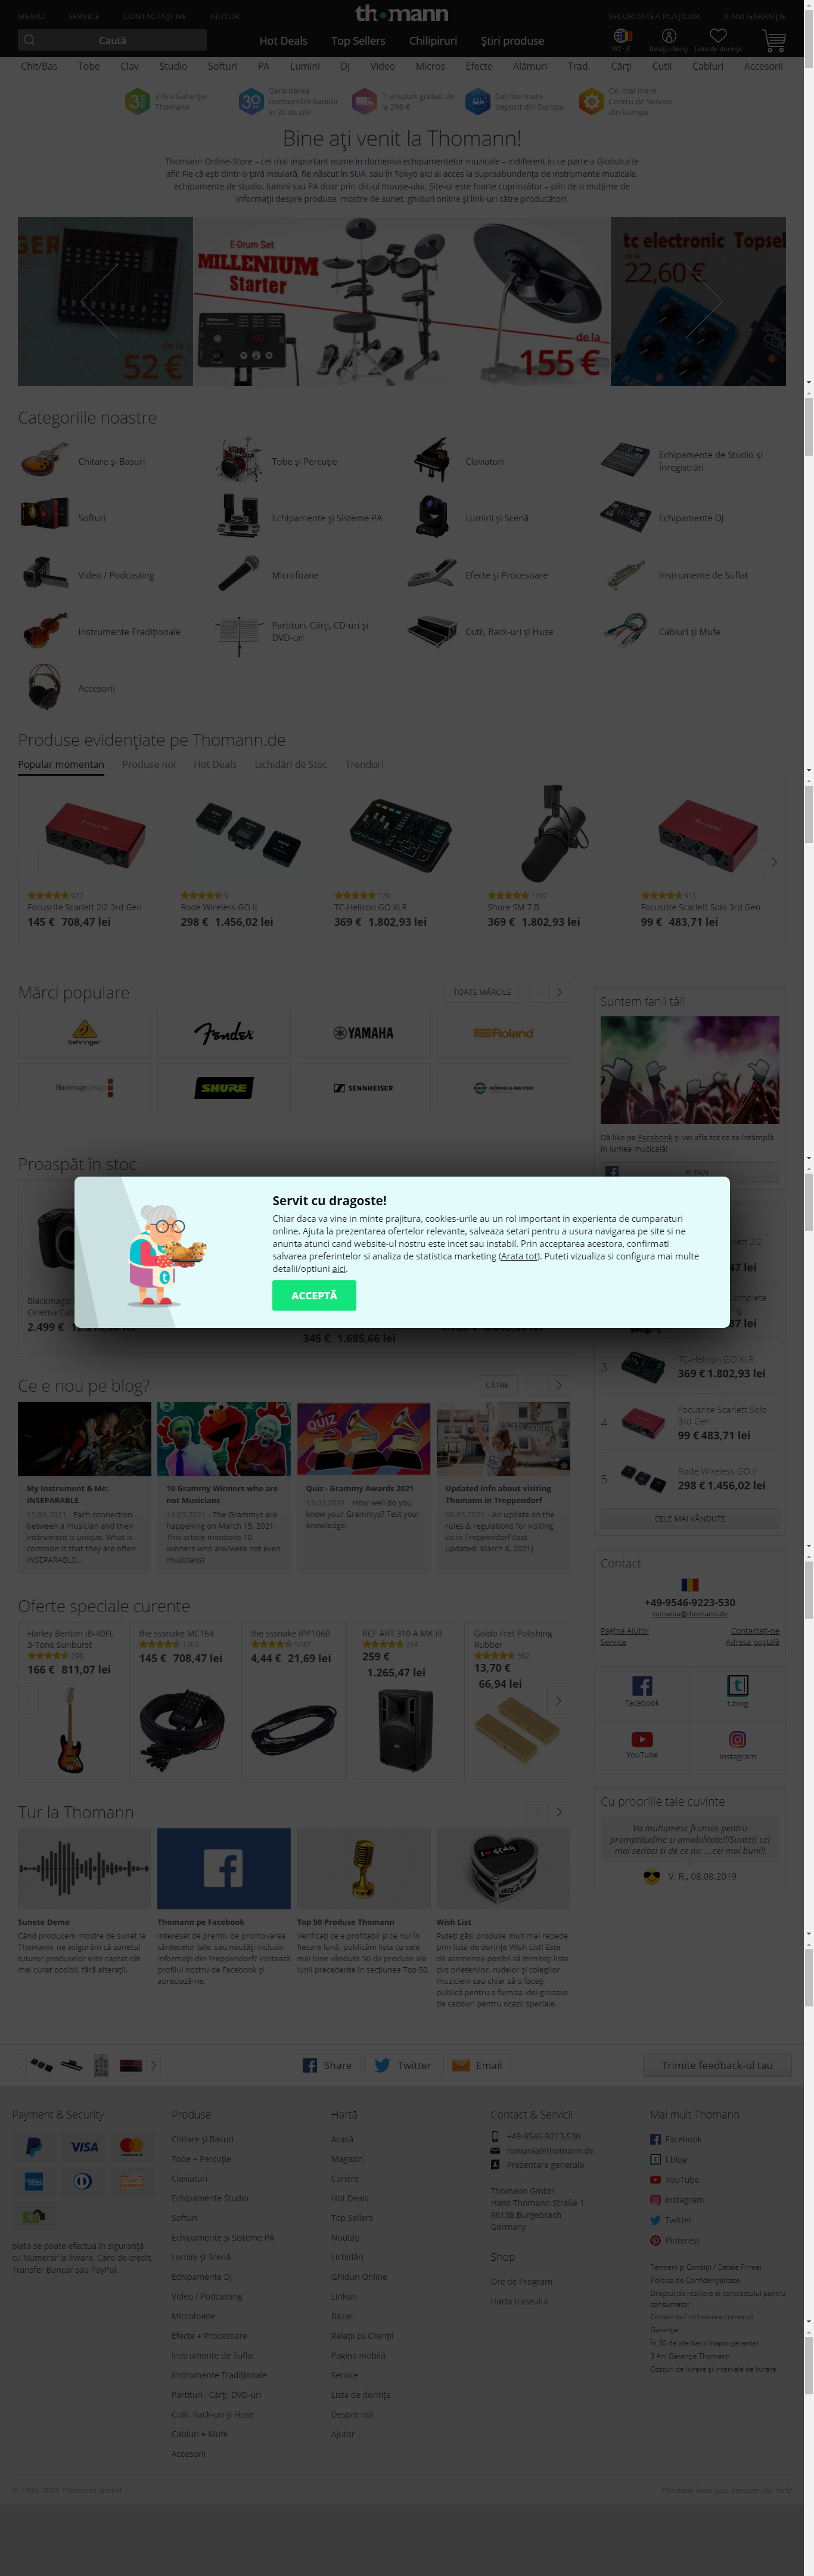 MENIU SERVICE CONTACTAȚI-NE AJUTOR
thomann
SECURITATEA PLAȚILOR 3 ANI GARANȚIE
Caută
Hot Deals Top Sellers Chilipiruri Știri produse
RO · € Relații clienți Lista de dorințe
Chit/Bas Tobe Clav Studio Softuri PA Lumini DJ Video Micros Efecte Alămuri Trad. Cărți Cutii Cabluri Accesorii
3-Ani Garanție Thomann
Garantarea rambursării banilor în 30 de zile
Transport gratuit de la 298 €
Cel mai mare depozit din Europa
Cel mai mare Centru de Service din Europa
Bine ați venit la Thomann!
Thomann Online-Store – cel mai important nume în domeniul echipamentelor muzicale – indiferent în ce parte a Globului te
afli! Fie că ești dintr-o țară insulară, fie născut în SUA, sau în Tokyo aici ai acces la supraabundența de instrumente muzicale,
echipamente de studio, lumini sau PA doar prin clic-ul mouse-ului. Site-ul este foarte cuprinzător – plin de o mulțime de
informații despre produse, mostre de sunet, ghiduri online și link-uri către producători.
de la
52 €
E-Drum Set
MILLENIUM
Starter
de la
155 €
tc electronic Topsel
de la
22,60 €
Categoriile noastre
Chitare și Basuri
Tobe și Percuție
Claviaturi
Echipamente de Studio și Înregistrări
Softuri
Echipamente și Sisteme PA
Lumini și Scenă
Echipamente DJ
Video / Podcasting
Microfoane
Efecte și Procesoare
Instrumente de Suflat
Instrumente Tradiționale
Partituri, Cărți, CD-uri și DVD-uri
Cutii, Rack-uri și Huse
Cabluri și Mufe
Accesorii
Produse evidențiate pe Thomann.de
Popular momentan Produse noi Hot Deals Lichidări de Stoc Trenduri
922
Focusrite Scarlett 2i2 3rd Gen
145 € 708,47 lei
9
Rode Wireless GO II
298 € 1.456,02 lei
129
TC-Helicon GO XLR
369 € 1.802,93 lei
1102
Shure SM 7 B
369 € 1.802,93 lei
911
Focusrite Scarlett Solo 3rd Gen
99 € 483,71 lei
Mărci populare
TOATE MĂRCILE
behringer
Fender
YAMAHA
Roland
Blackmagicdesign
SHURE
SENNHEISER
KÖNIG & MEYER
Suntem fanii tăi!
Dă like pe Facebook și vei afla tot ce se întâmplă
în lumea muzicală!
FI FAN
Proaspăt în stoc
Servit cu dragoste!
Chiar daca va vine in minte prajitura, cookies-urile au un rol important in experienta de cumparaturi
online. Ajuta la prezentarea ofertelor relevante, salveaza setari pentru a usura navigarea pe site si ne
anunta atunci cand website-ul nostru este incet sau instabil. Prin acceptarea acestora, confirmati
salvarea preferintelor si analiza de statistica marketing (Arata tot). Puteti vizualiza si configura mai multe
detalii/optiuni aici.
ACCEPTĂ
Blackmagic
2.499 €
345 € 1.685,66 lei
3
TC-Helicon GO XLR
369 € 1.802,93 lei
4
Focusrite Scarlett Solo
3rd Gen
99 € 483,71 lei
5
Rode Wireless GO II
298 € 1.456,02 lei
CELE MAI VÂNDUTE
Ce e nou pe blog?
CĂTRE
QUIZ
My Instrument & Me:
INSEPARABLE
15.03.2021 - Each connection
between a musician and their
instrument is unique. What is
common is that they are often
INSEPARABLE...
10 Grammy Winners who are
not Musicians
14.03.2021 - The Grammys are
happening on March 15, 2021.
This article mentions 10
winners who are/were not even
musicians!
Quiz - Grammy Awards 2021
13.03.2021 - How well do you
know your Grammys? Test your
knowledge!
Updated info about visiting
Thomann in Treppendorf
09.03.2021 - An update on the
rules & regulations for visiting
us in Treppendorf (last
updated: March 8, 2021)
Contact
+49-9546-9223-530
romania@thomann.de
Pagina Ajutor
Service
Contactați-ne
Adresa poștală
Oferte speciale curente
Harley Benton JB-40FL
3-Tone Sunburst
296
166 € 811,07 lei
the sssnake MC164
1262
145 € 708,47 lei
the sssnake IPP1060
5747
4,44 € 21,69 lei
RCF ART 310 A MK III
224
259 €
1.265,47 lei
Göldo Fret Polishing
Rubber
562
13,70 €
66,94 lei
Facebook
t.blog
YouTube
Instagram
Cu propriile tale cuvinte
Va multumesc frumos pentru
promptitudine si amabilitate!!!Sunteti cei
mai seriosi si de ce nu ....cei mai buni!!
V. R., 08.08.2019
Tur la Thomann
I ♥ GEAR
Sunete Demo
Când producem mostre de sunet la
Thomann, ne asigurăm că sunetul
tuturor produselor este captat cât
mai curat posibil, fără alterații.
Thomann pe Facebook
Interesat de premii, de promovarea
cântecelor tale, sau noutăți inclusiv
informații din Treppendorf? Vizitează
profilul nostru de Facebook și
apreciază-ne.
Top 50 Produse Thomann
Verificați ce e profitabil și ce nu! În
fiecare lună, publicăm lista cu cele
mai bine vândute 50 de produse ale
lunii precedente în secțiunea Top 50.
Wish List
Puteți găsi produse mult mai repede
prin lista de dorințe Wish List! Este
de asemenea posibil să trimiteți lista
dvs prietenilor, rudelor și colegilor
muzicieni sau chiar să o faceți
publică pentru a furniza idei grozave
de cadouri pentru ocazii speciale.
Share Twitter Email
Trimite feedback-ul tau
Payment & Security
VISA
plata se poate efectua în siguranță
cu Numerar la livrare, Card de credit,
Transfer Bancar sau PayPal.
Produse
Chitare și Basuri
Tobe + Percuție
Claviaturi
Echipamente Studio
Softuri
Echipamente și Sisteme PA
Lumini și Scenă
Echipamente DJ
Video / Podcasting
Microfoane
Efecte + Procesoare
Instrumente de Suflat
Instrumente Tradiționale
Partituri , Cărți, DVD-uri
Cutii, Rack-uri și Huse
Cabluri + Mufe
Accesorii
Hartă
Acasă
Magazin
Cariere
Hot Deals
Top Sellers
Noutăți
Lichidări
Ghiduri Online
Linkuri
Bazar
Relații cu Clienții
Pagina mobilă
Service
Lista de dorințe
Despre noi
Ajutor
Contact & Servicii
+49-9546-9223-530
romania@thomann.de
Prezentare generala
Thomann GmbH
Hans-Thomann-Straße 1
96138 Burgebrach
Germany
Shop
Ore de Program
Harta traseului
Mai mult Thomann
Facebook
t.blog
YouTube
Instagram
Twitter
Pinterest
Termeni și Condiții / Datele Firmei
Politica de Confidențialitate
Dreptul de reziliere al contractului pentru
consumator
Comanda / Incheierea comenzii
Garanție
În 30 de zile banii înapoi garantat
3 Ani Garanție Thomann
Costuri de livrare și Intervale de livrare
© 1996–2021 Thomann GmbH
Thomann loves you, because you rock!